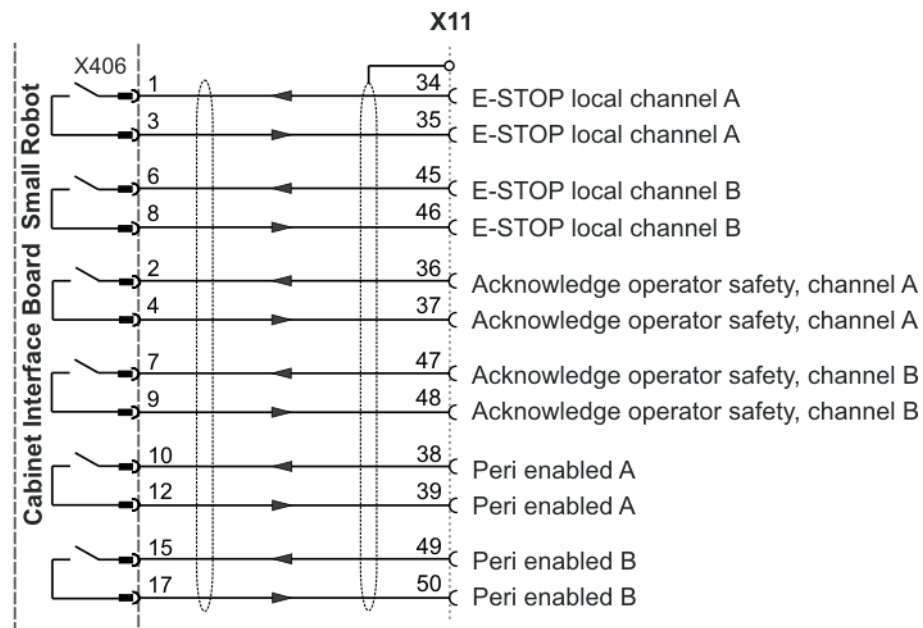 X11
X406
1 34 E-STOP local channel A
3 35 E-STOP local channel A
6 45 E-STOP local channel B
8 46 E-STOP local channel B
2 36 Acknowledge operator safety, channel A
4 37 Acknowledge operator safety, channel A
7 47 Acknowledge operator safety, channel B
9 48 Acknowledge operator safety, channel B
10 38 Peri enabled A
12 39 Peri enabled A
15 49 Peri enabled B
17 50 Peri enabled B
Cabinet Interface Board Small Robot